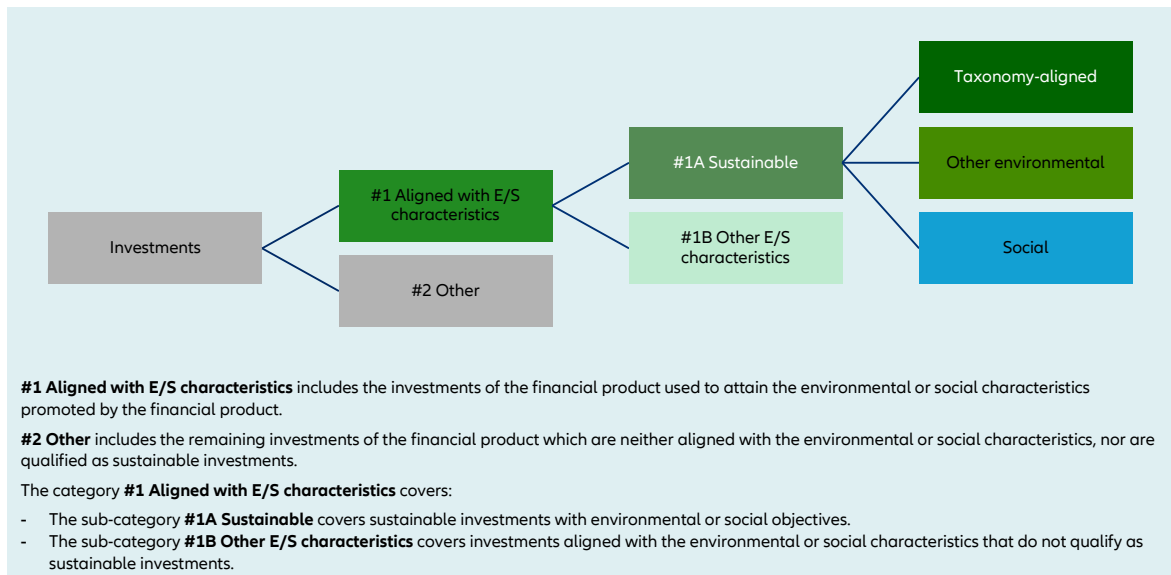 Taxonomy-aligned
#1A Sustainable
Other environmental
#1 Aligned with E/S
characteristics
#1B Other E/S
characteristics
Investments
Social
#2 Other
#1 Aligned with E/S characteristics includes the investments of the financial product used to attain the environmental or social characteristics
promoted by the financial product.
#2 Other includes the remaining investments of the financial product which are neither aligned with the environmental or social characteristics, nor are
qualified as sustainable investments.
The category #1 Aligned with E/S characteristics covers:
- The sub-category #1A Sustainable covers sustainable investments with environmental or social objectives.
- The sub-category #1B Other E/S characteristics covers investments aligned with the environmental or social characteristics that do not qualify as
sustainable investments.